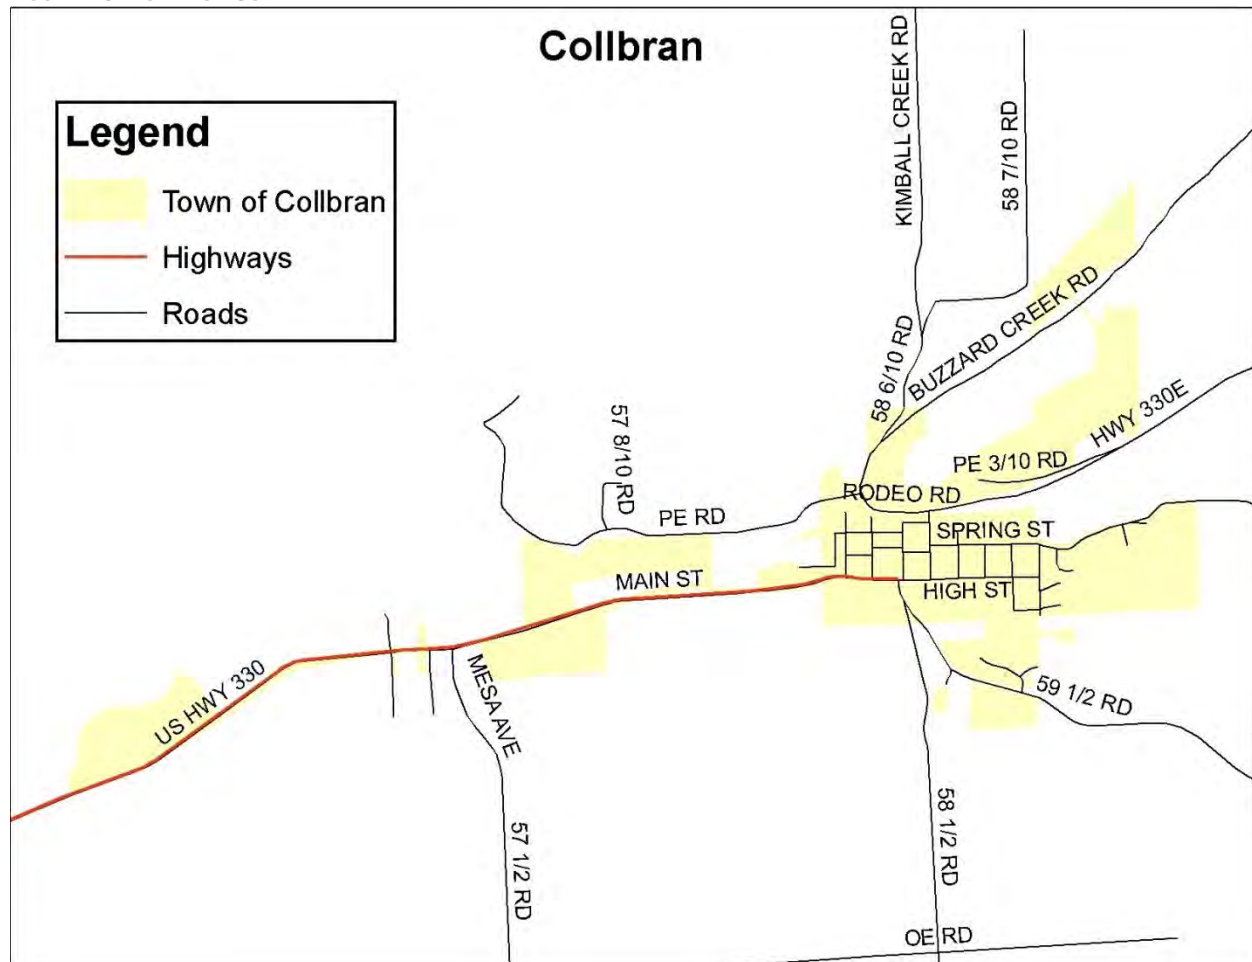 Collbran
Legend
Town of Collbran
Highways
Roads
KIMBALL CREEK RD
58 7/10 RD
58 6/10 RD
BUZZARD CREEK RD
57 8/10 RD
PE 3/10 RD
HWY 330E
RODEO RD
PE RD
SPRING ST
MAIN ST
HIGH ST
US HWY 330
MESA AVE
59 1/2 RD
57 1/2 RD
58 1/2 RD
OE RD